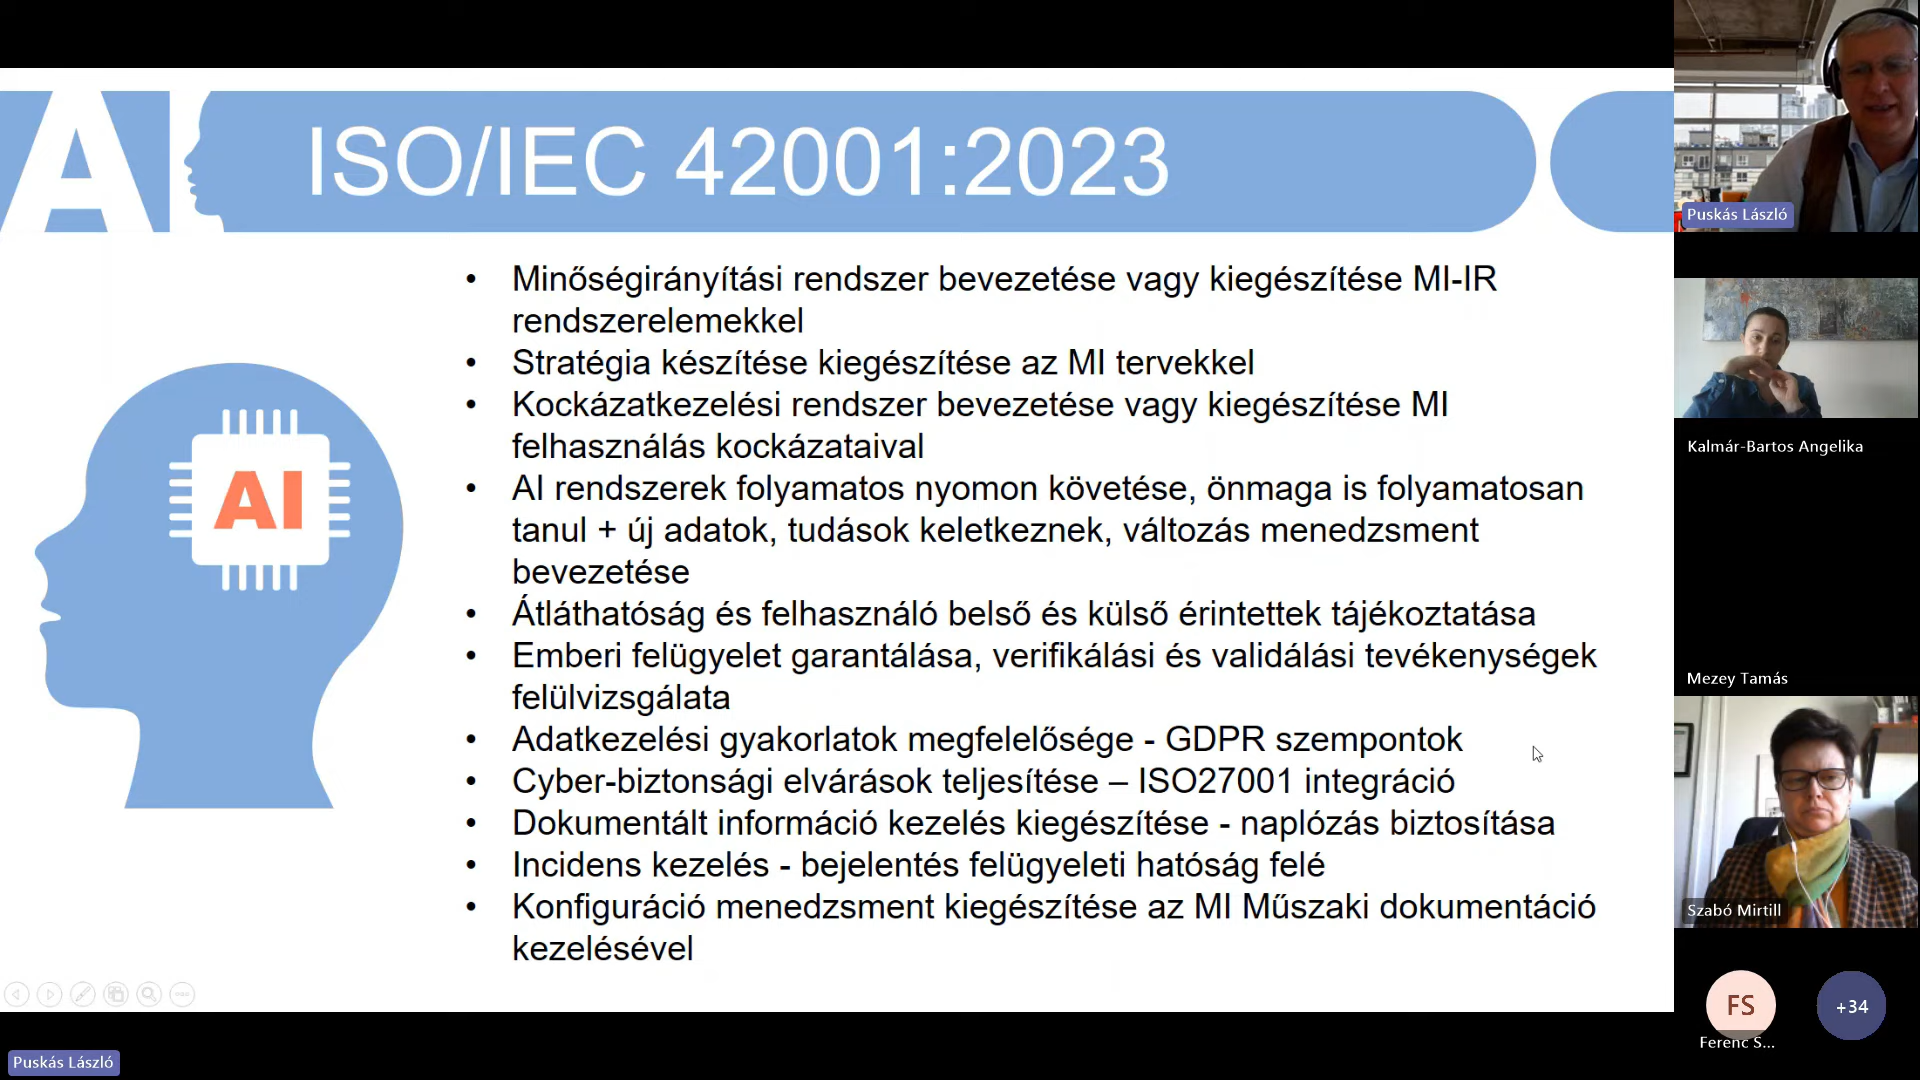 AI
ISO/IEC 42001:2023
• Minőségirányítási rendszer bevezetése vagy kiegészítése MI-IR
rendszerelemekkel
• Stratégia készítése kiegészítése az MI tervekkel
• Kockázatkezelési rendszer bevezetése vagy kiegészítése MI
felhasználás kockázataival
• AI rendszerek folyamatos nyomon követése, önmaga is folyamatosan
tanul + új adatok, tudások keletkeznek, változás menedzsment
bevezetése
• Átláthatóság és felhasználó belső és külső érintettek tájékoztatása
• Emberi felügyelet garantálása, verifikálási és validálási tevékenységek
felülvizsgálata
• Adatkezelési gyakorlatok megfelelősége - GDPR szempontok
• Cyber-biztonsági elvárások teljesítése – ISO27001 integráció
• Dokumentált információ kezelés kiegészítése - naplózás biztosítása
• Incidens kezelés - bejelentés felügyeleti hatóság felé
• Konfiguráció menedzsment kiegészítése az MI Műszaki dokumentáció
kezelésével
AI
Puskás László
Puskás László
Kalmár-Bartos Angelika
Mezey Tamás
Szabó Mirtill
FS
+34
Ferenc S...